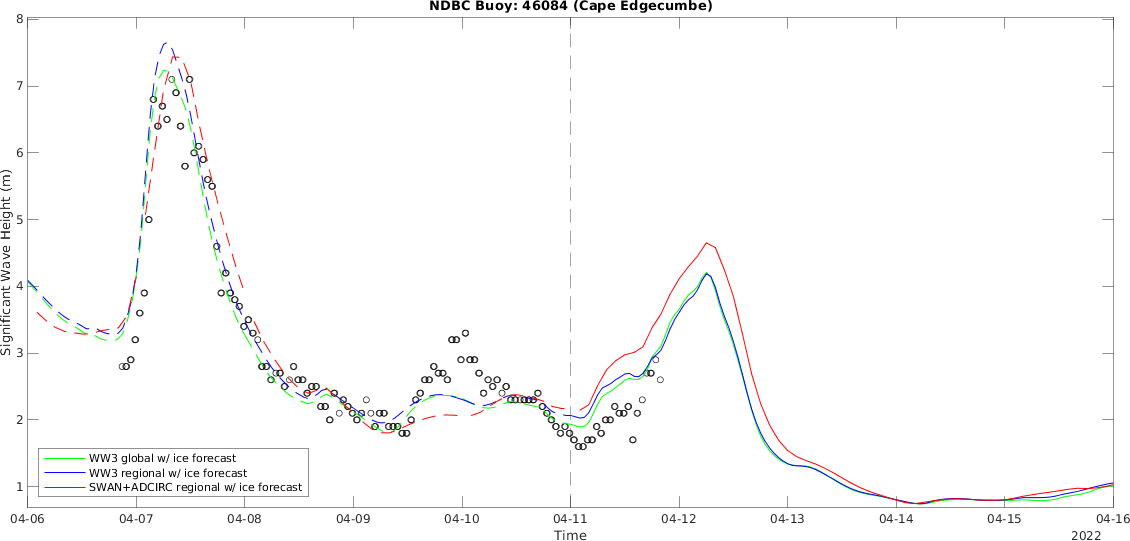 NDBC Buoy: 46084 (Cape Edgecumbe)
8
7
6
5
4
3
2
1
Significant Wave Height (m)
WW3 global w/ ice forecast
WW3 regional w/ ice forecast
SWAN+ADCIRC regional w/ ice forecast
04-06 04-07 04-08 04-09 04-10 04-11 04-12 04-13 04-14 04-15 04-16
Time
2022